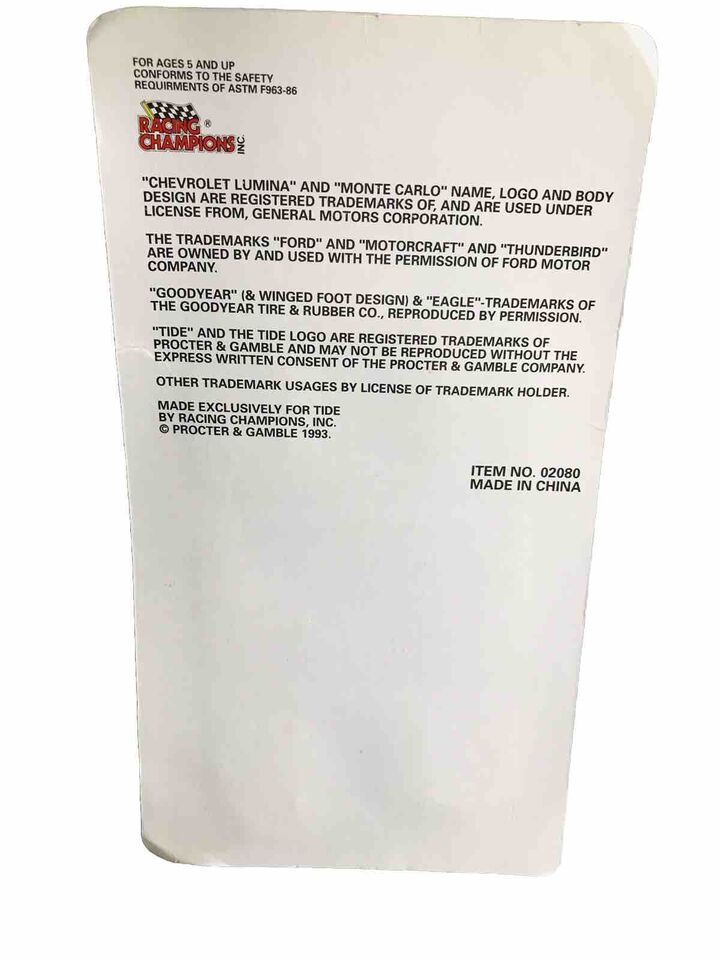 FOR AGES 5 AND UP
CONFORMS TO THE SAFETY
REQUIRMENTS OF ASTM F963-86
RACING ®
CHAMPIONS INC.
"CHEVROLET LUMINA" AND "MONTE CARLO" NAME, LOGO AND BODY
DESIGN ARE REGISTERED TRADEMARKS OF, AND ARE USED UNDER
LICENSE FROM, GENERAL MOTORS CORPORATION.
THE TRADEMARKS "FORD" AND "MOTORCRAFT" AND "THUNDERBIRD"
ARE OWNED BY AND USED WITH THE PERMISSION OF FORD MOTOR
COMPANY.
"GOODYEAR" (& WINGED FOOT DESIGN) & "EAGLE"-TRADEMARKS OF
THE GOODYEAR TIRE & RUBBER CO., REPRODUCED BY PERMISSION.
"TIDE" AND THE TIDE LOGO ARE REGISTERED TRADEMARKS OF
PROCTER & GAMBLE AND MAY NOT BE REPRODUCED WITHOUT THE
EXPRESS WRITTEN CONSENT OF THE PROCTER & GAMBLE COMPANY.
OTHER TRADEMARK USAGES BY LICENSE OF TRADEMARK HOLDER.
MADE EXCLUSIVELY FOR TIDE
BY RACING CHAMPIONS, INC.
© PROCTER & GAMBLE 1993.
ITEM NO. 02080
MADE IN CHINA